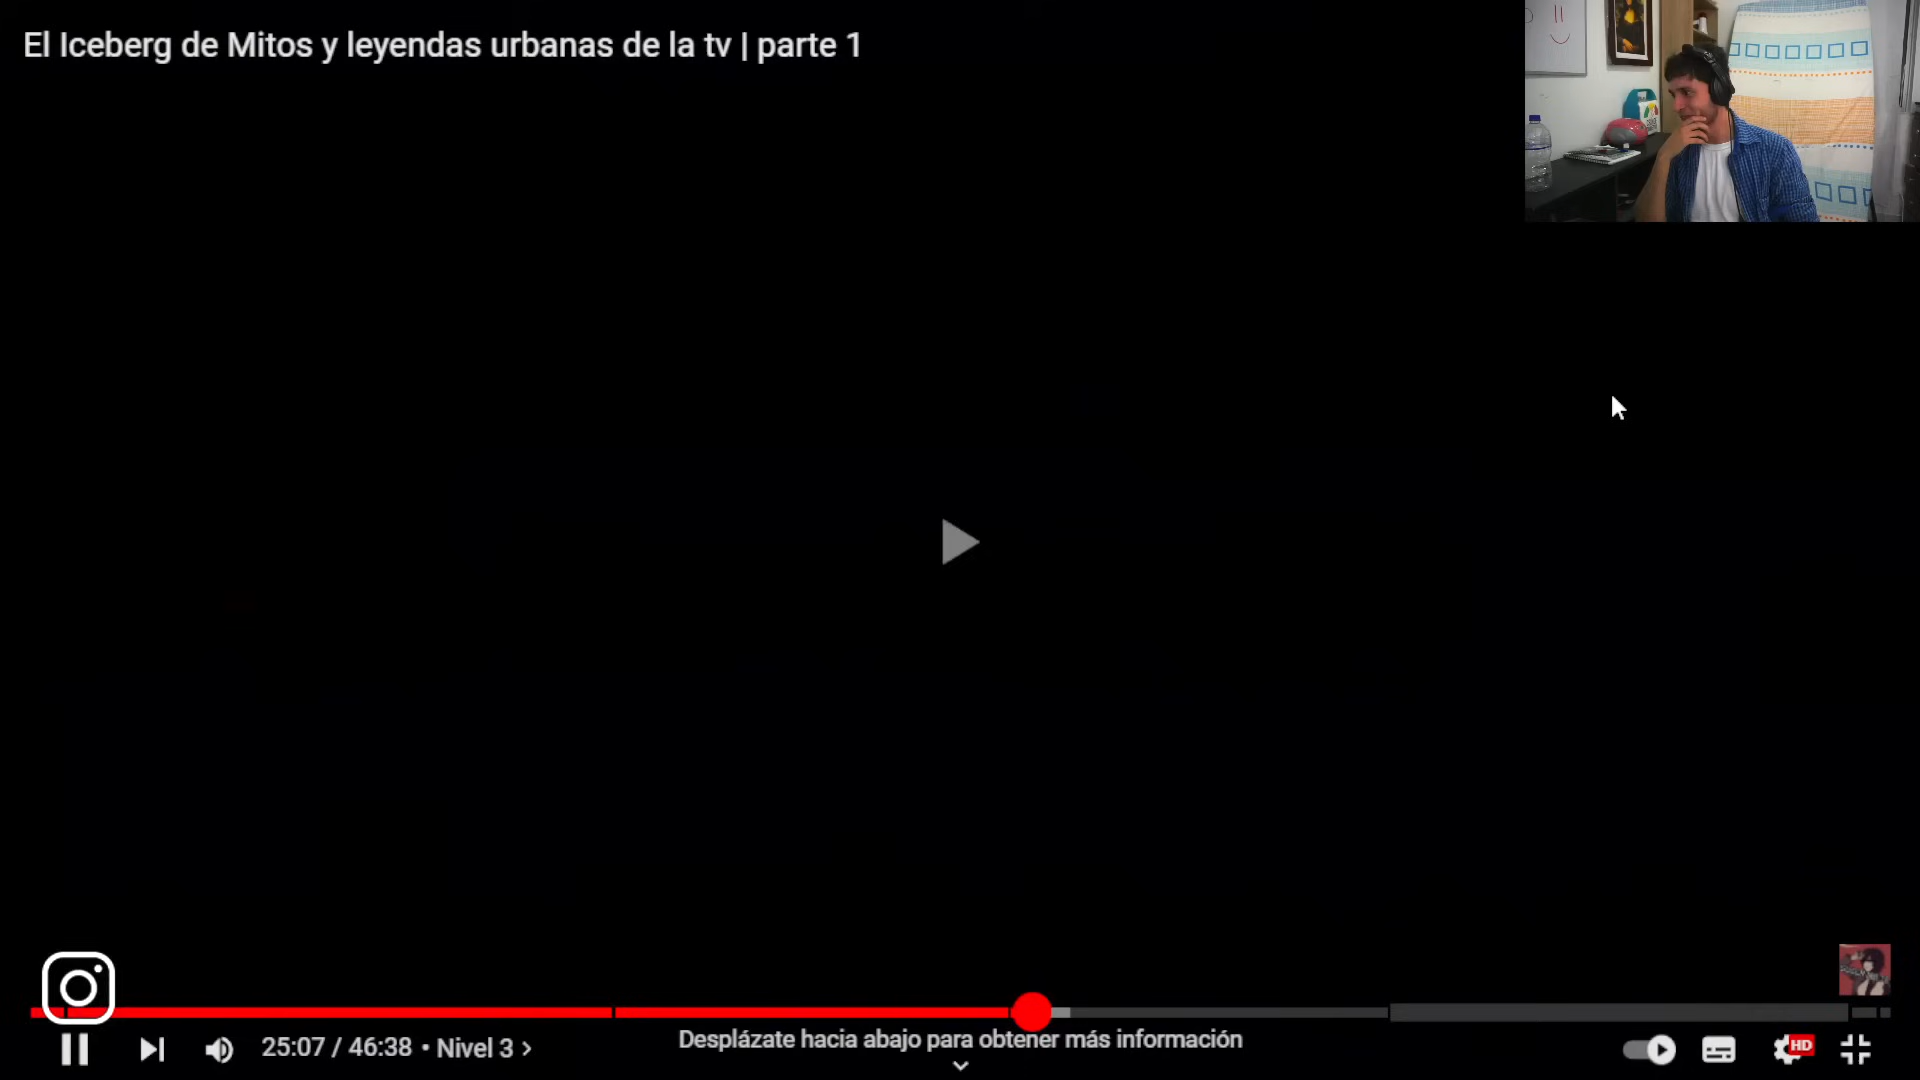 El Iceberg de Mitos y leyendas urbanas de la tv | parte 1
25:07 / 46:38 • Nivel 3 >
Desplázate hacia abajo para obtener más información
HD